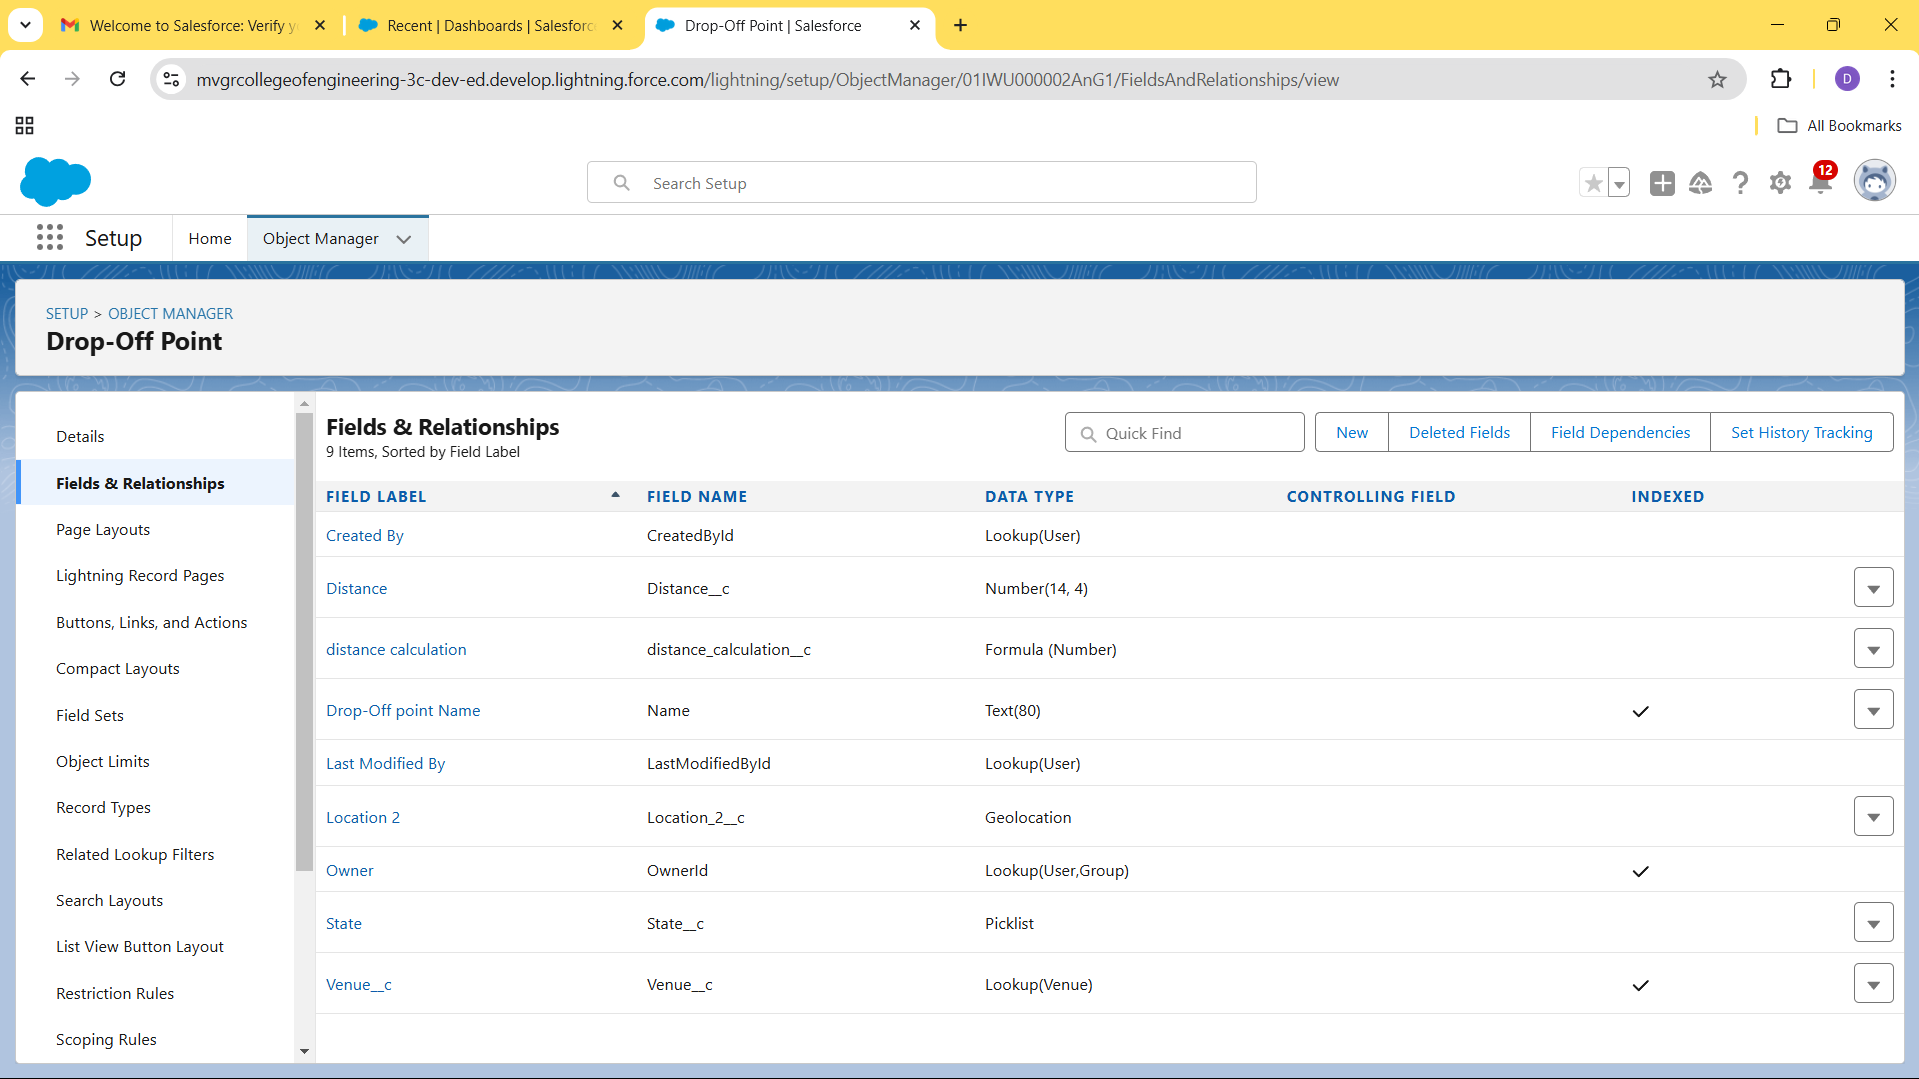 Welcome to Salesforce: Verify y
Recent | Dashboards | Salesforce
Drop-Off Point | Salesforce
mvgrcollegeofengineering-3c-dev-ed.develop.lightning.force.com/lightning/setup/ObjectManager/01IWU000002AnG1/FieldsAndRelationships/view
D
All Bookmarks
Search Setup
12
Setup
Home
Object Manager
SETUP > OBJECT MANAGER
Drop-Off Point
Details
Fields & Relationships
Page Layouts
Lightning Record Pages
Buttons, Links, and Actions
Compact Layouts
Field Sets
Object Limits
Record Types
Related Lookup Filters
Search Layouts
List View Button Layout
Restriction Rules
Scoping Rules
Fields & Relationships
9 Items, Sorted by Field Label
Quick Find
New
Deleted Fields
Field Dependencies
Set History Tracking
FIELD LABEL FIELD NAME DATA TYPE CONTROLLING FIELD INDEXED
Created By CreatedById Lookup(User)
Distance Distance__c Number(14, 4)
distance calculation distance_calculation__c Formula (Number)
Drop-Off point Name Name Text(80)
Last Modified By LastModifiedById Lookup(User)
Location 2 Location_2__c Geolocation
Owner OwnerId Lookup(User,Group)
State State__c Picklist
Venue__c Venue__c Lookup(Venue)